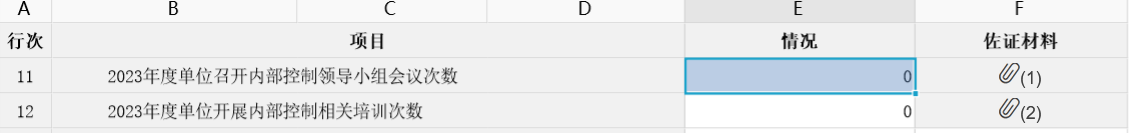 A B C D E F
行次 项目 情况 佐证材料
11 2023年度单位召开内部控制领导小组会议次数 0 (1)
12 2023年度单位开展内部控制相关培训次数 0 (2)